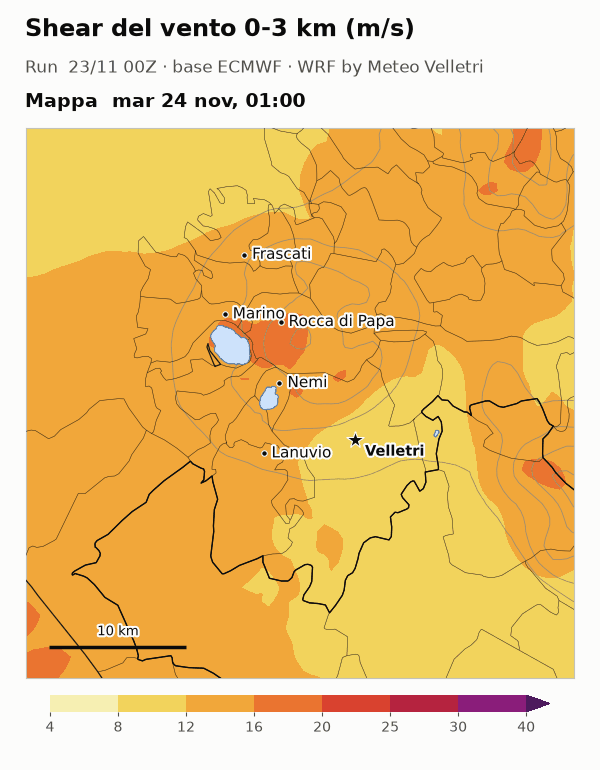 Shear del vento 0-3 km (m/s)
Run  23/11 00Z · base ECMWF · WRF by Meteo Velletri
Mappa  mar 24 nov, 01:00
Frascati
Marino
Rocca di Papa
Nemi
Velletri
Lanuvio
10 km
4 8 12 16 20 25 30 40